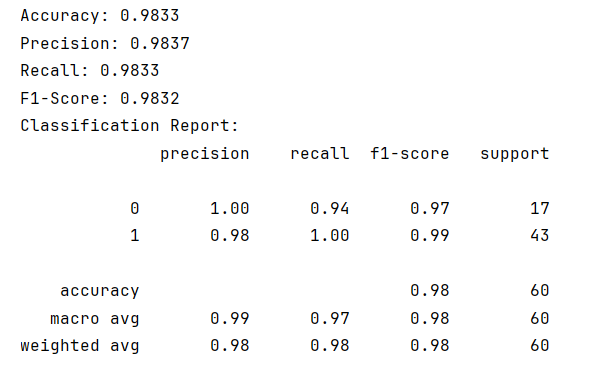 Accuracy: 0.9833
Precision: 0.9837
Recall: 0.9833
F1-Score: 0.9832
Classification Report:
              precision    recall  f1-score   support

           0       1.00      0.94      0.97        17
           1       0.98      1.00      0.99        43

    accuracy                           0.98        60
   macro avg       0.99      0.97      0.98        60
weighted avg       0.98      0.98      0.98        60